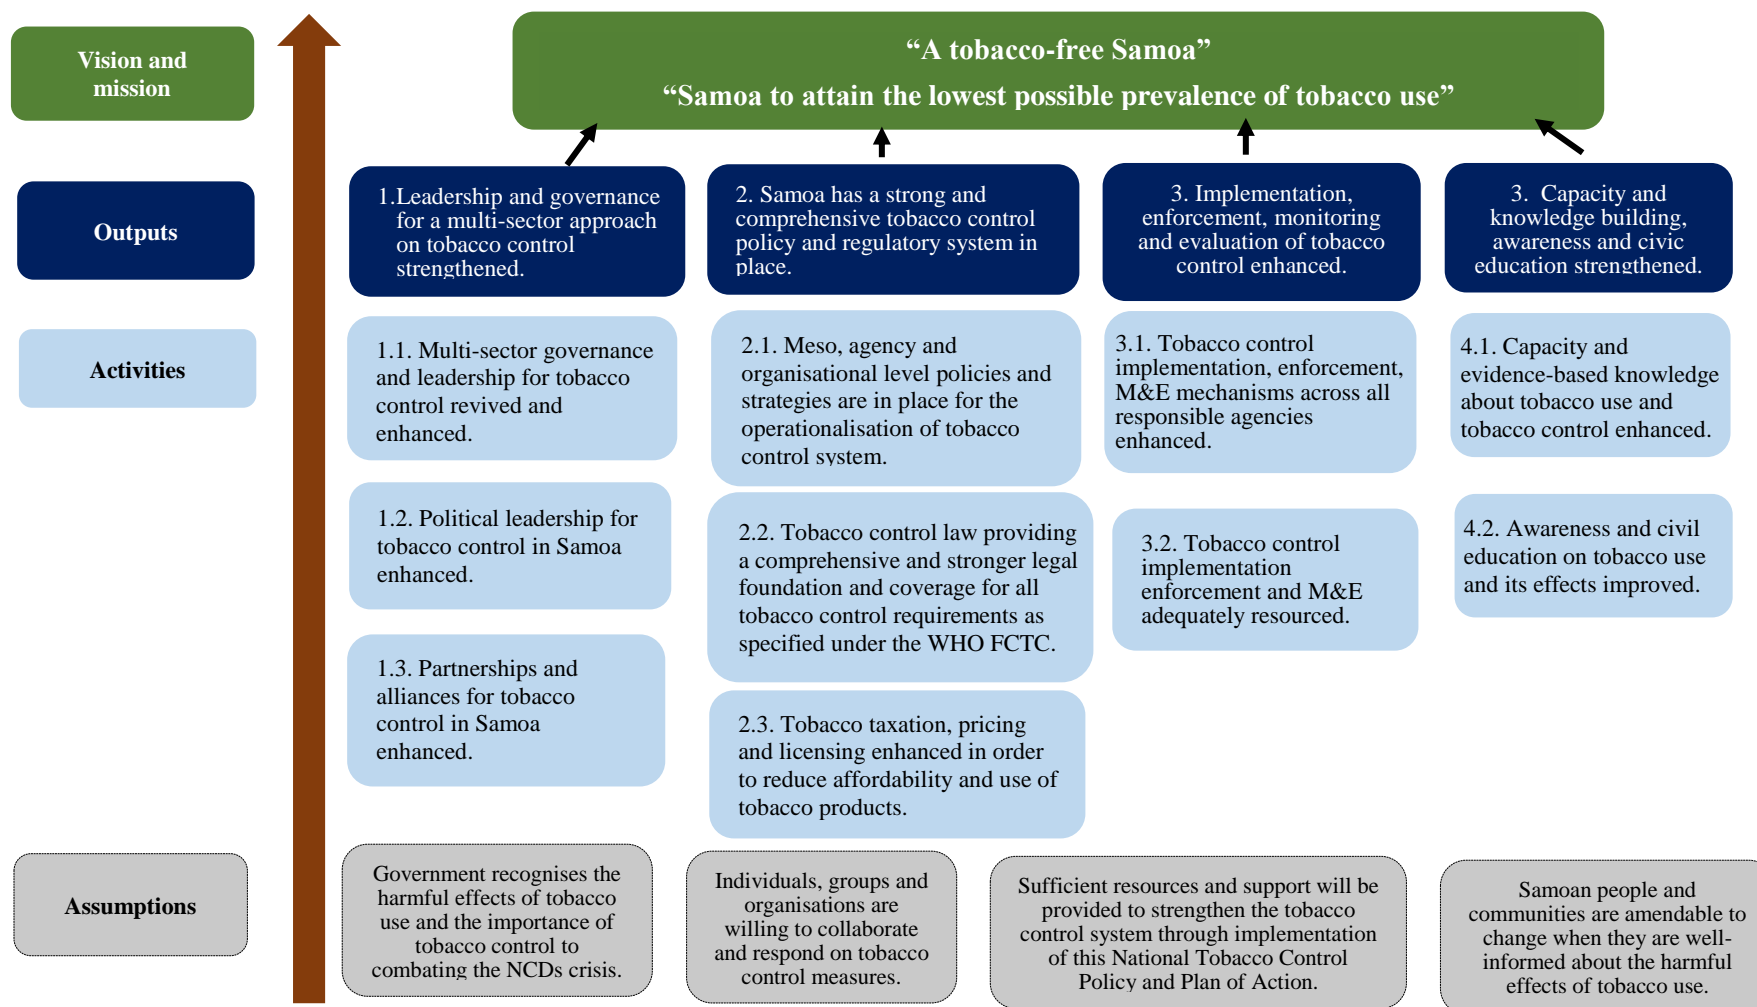 Vision and
mission
“A tobacco-free Samoa”
“Samoa to attain the lowest possible prevalence of tobacco use”
Outputs
1.Leadership and governance
for a multi-sector approach
on tobacco control
strengthened.
2. Samoa has a strong and
comprehensive tobacco control
policy and regulatory system in
place.
3. Implementation,
enforcement, monitoring
and evaluation of tobacco
control enhanced.
3. Capacity and
knowledge building,
awareness and civic
education strengthened.
Activities
1.1. Multi-sector governance
and leadership for tobacco
control revived and
enhanced.
1.2. Political leadership for
tobacco control in Samoa
enhanced.
1.3. Partnerships and
alliances for tobacco
control in Samoa
enhanced.
2.1. Meso, agency and
organisational level policies and
strategies are in place for the
operationalisation of tobacco
control system.
2.2. Tobacco control law providing
a comprehensive and stronger legal
foundation and coverage for all
tobacco control requirements as
specified under the WHO FCTC.
2.3. Tobacco taxation, pricing
and licensing enhanced in order
to reduce affordability and use of
tobacco products.
3.1. Tobacco control
implementation, enforcement,
M&E mechanisms across all
responsible agencies
enhanced.
3.2. Tobacco control
implementation
enforcement and M&E
adequately resourced.
4.1. Capacity and
evidence-based knowledge
about tobacco use and
tobacco control enhanced.
4.2. Awareness and civil
education on tobacco use
and its effects improved.
Assumptions
Government recognises the
harmful effects of tobacco
use and the importance of
tobacco control to
combating the NCDs crisis.
Individuals, groups and
organisations are
willing to collaborate
and respond on tobacco
control measures.
Sufficient resources and support will be
provided to strengthen the tobacco
control system through implementation
of this National Tobacco Control
Policy and Plan of Action.
Samoan people and
communities are amendable to
change when they are well-
informed about the harmful
effects of tobacco use.